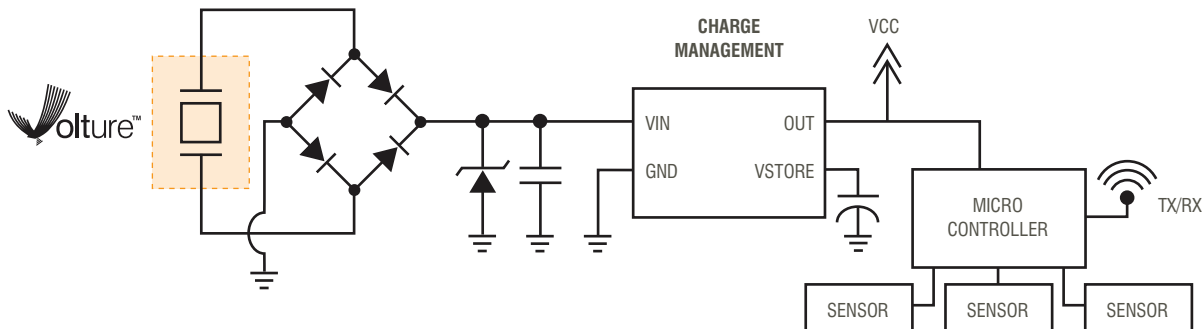 CHARGE
MANAGEMENT
VCC
Volture™
VIN
OUT
GND
VSTORE
MICRO
CONTROLLER
TX/RX
SENSOR
SENSOR
SENSOR